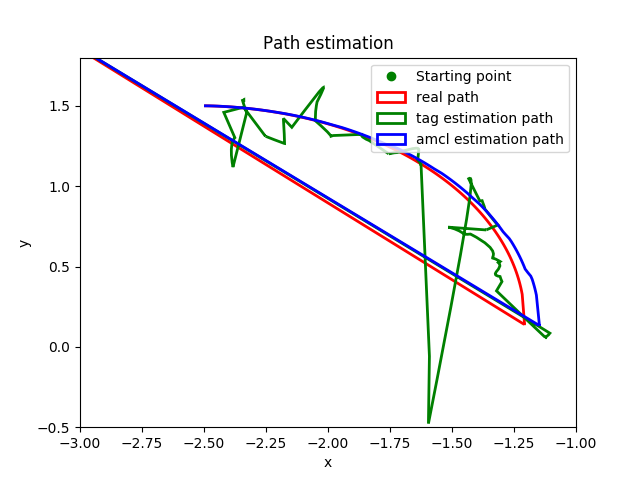 Path estimation
Starting point
real path
tag estimation path
amcl estimation path
1.5
1.0
0.5
0.0
−0.5
y
−3.00 −2.75 −2.50 −2.25 −2.00 −1.75 −1.50 −1.25 −1.00
x